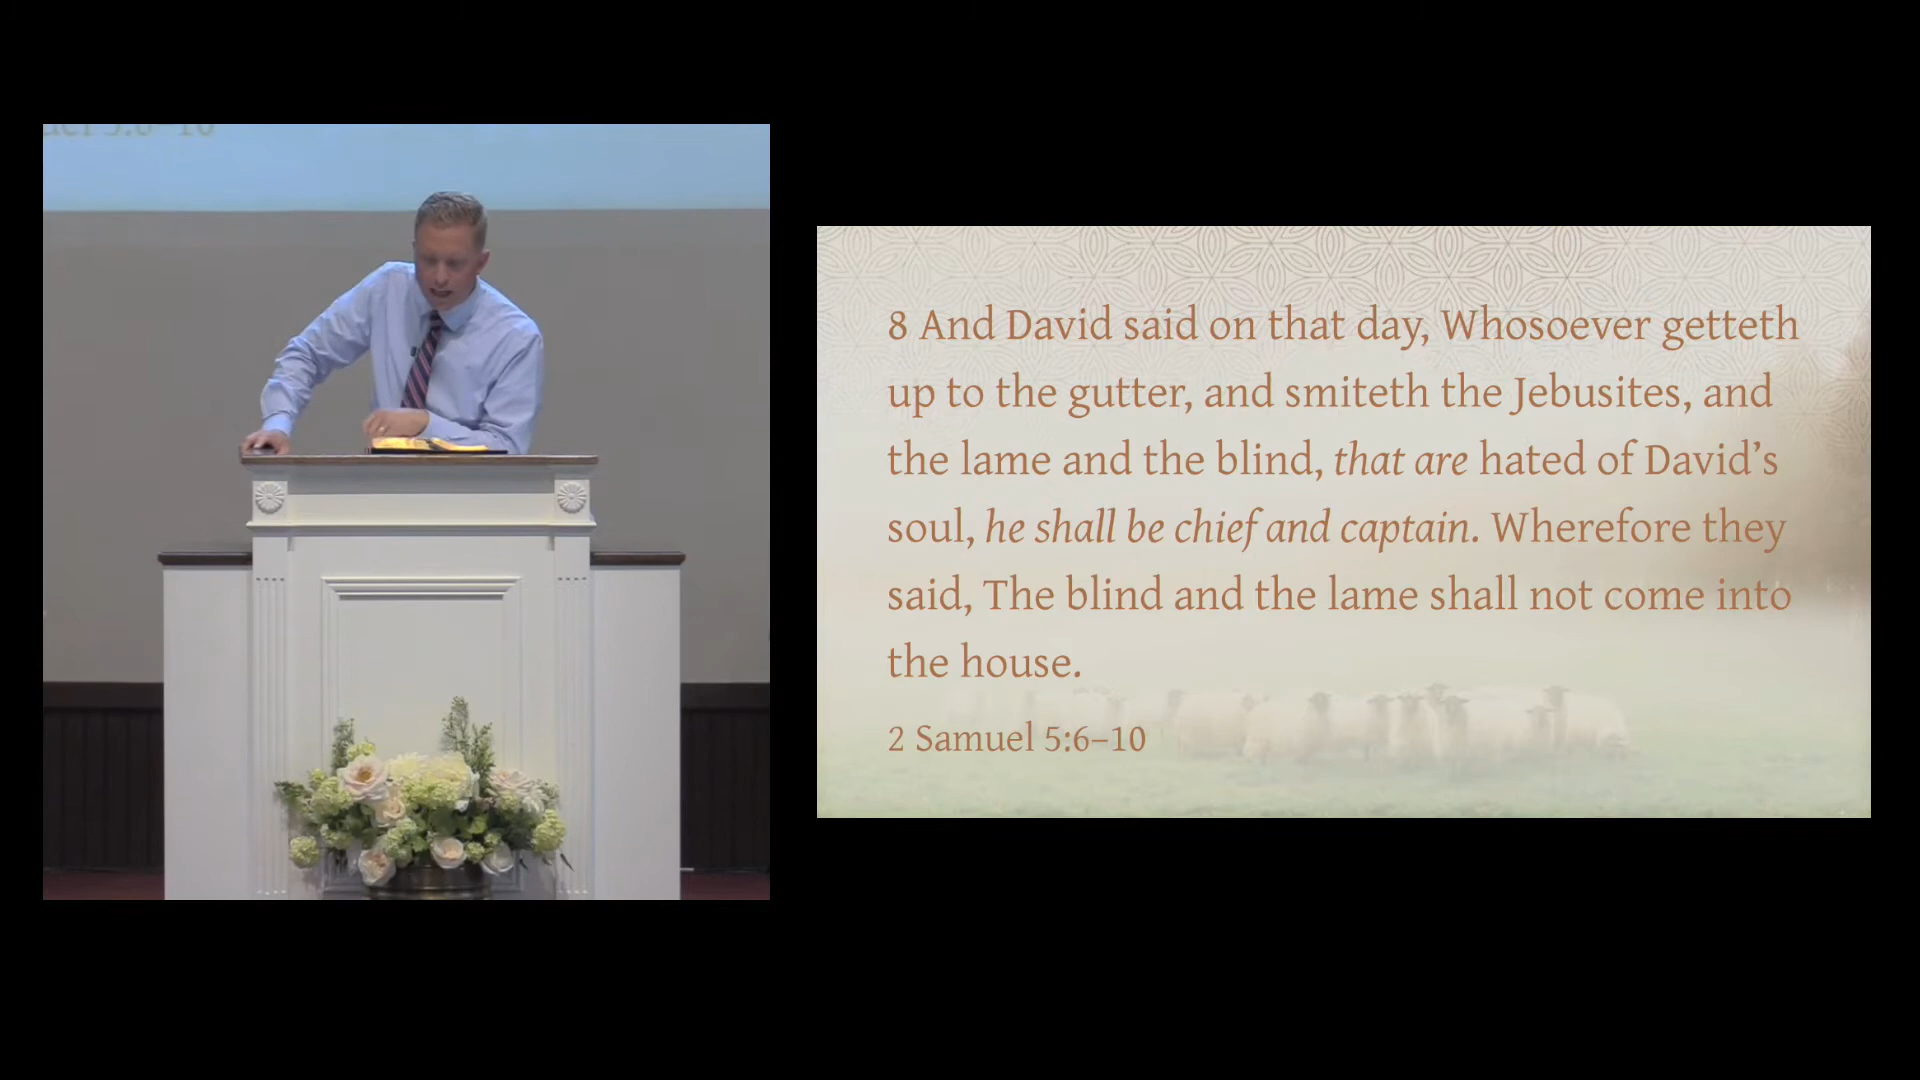 8 And David said on that day, Whosoever getteth
up to the gutter, and smiteth the Jebusites, and
the lame and the blind, that are hated of David’s
soul, he shall be chief and captain. Wherefore they
said, The blind and the lame shall not come into
the house.
2 Samuel 5:6–10